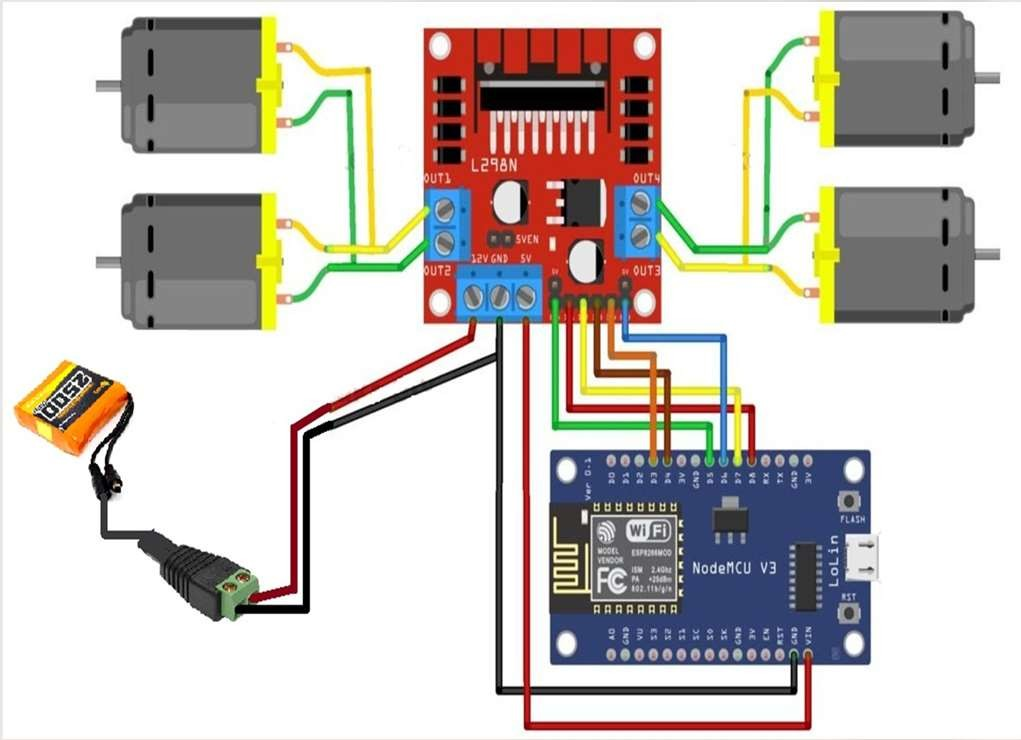 L298N
OUT1
OUT4
OUT2
5VEN
OUT3
12V GND 5V
5V
5V
2500
Ver 0.1
D0 D1 D2 D3 D4 3V GND D5 D6 D7 D8 RX TX GND 3V
FLASH
WiFi
MODEL
VENDOR
ESP8266MOD
FC
ISM 2.4Ghz
PA +25dBm
802.11b/g/n
NodeMCU V3
LoLin
RST
A0 GND VU S3 S2 S1 SC S0 SK GND 3V EN RST GND VIN